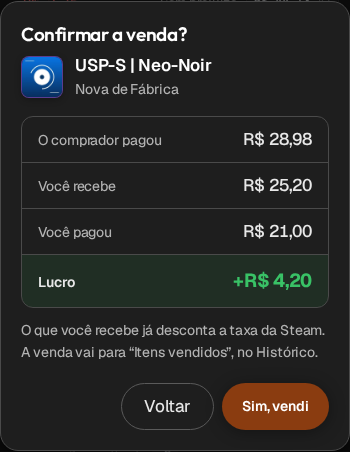 Confirmar a venda?
USP-S | Neo-Noir
Nova de Fábrica
O comprador pagou R$ 28,98
Você recebe R$ 25,20
Você pagou R$ 21,00
Lucro +R$ 4,20
O que você recebe já desconta a taxa da Steam.
A venda vai para “Itens vendidos”, no Histórico.
Voltar Sim, vendi